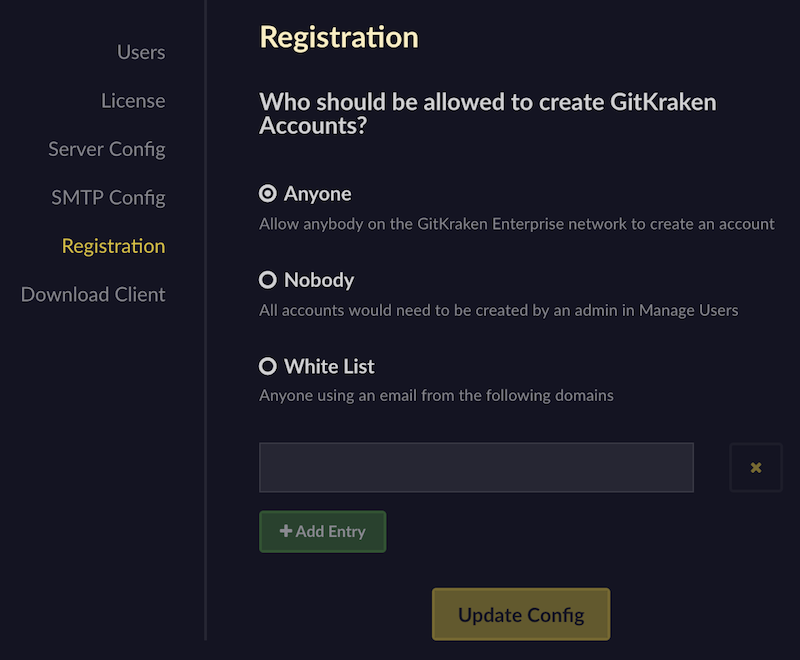 Users
License
Server Config
SMTP Config
Registration
Download Client
Registration
Who should be allowed to create GitKraken
Accounts?
Anyone
Allow anybody on the GitKraken Enterprise network to create an account
Nobody
All accounts would need to be created by an admin in Manage Users
White List
Anyone using an email from the following domains
Add Entry
Update Config